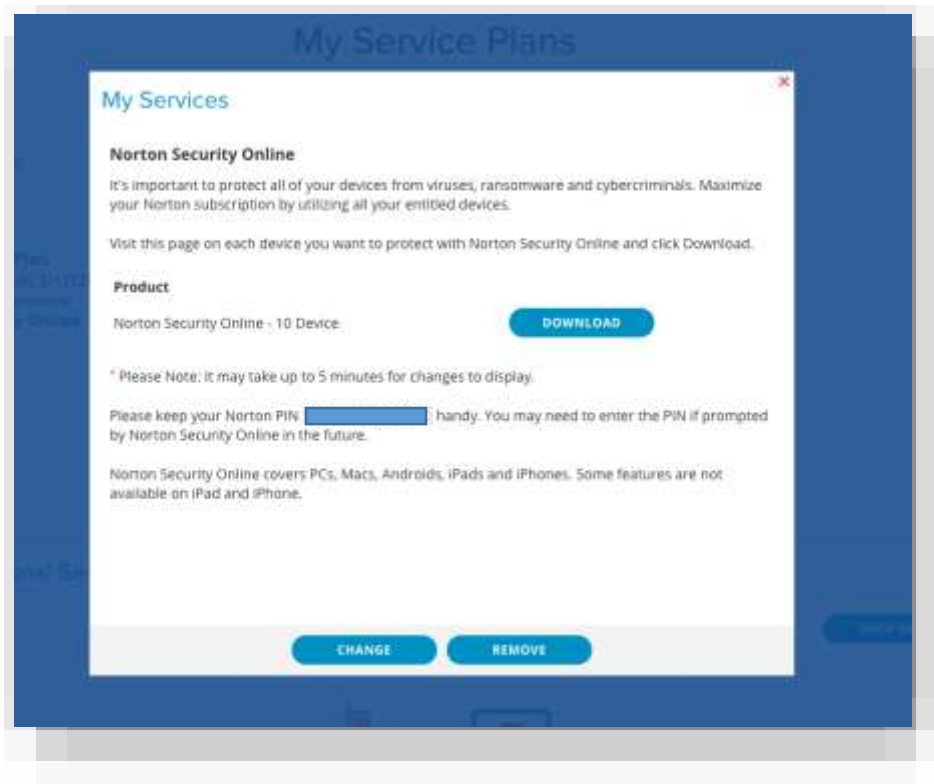 My Service Plans
My Services
Norton Security Online
It's important to protect all of your devices from viruses, ransomware and cybercriminals. Maximize
your Norton subscription by utilizing all your entitled devices.
Visit this page on each device you want to protect with Norton Security Online and click Download.
Product
Norton Security Online - 10 Device
DOWNLOAD
* Please Note: it may take up to 5 minutes for changes to display.
Please keep your Norton PIN handy. You may need to enter the PIN if prompted
by Norton Security Online in the future.
Norton Security Online covers PCs, Macs, Androids, iPads and iPhones. Some features are not
available on iPad and iPhone.
CHANGE
REMOVE